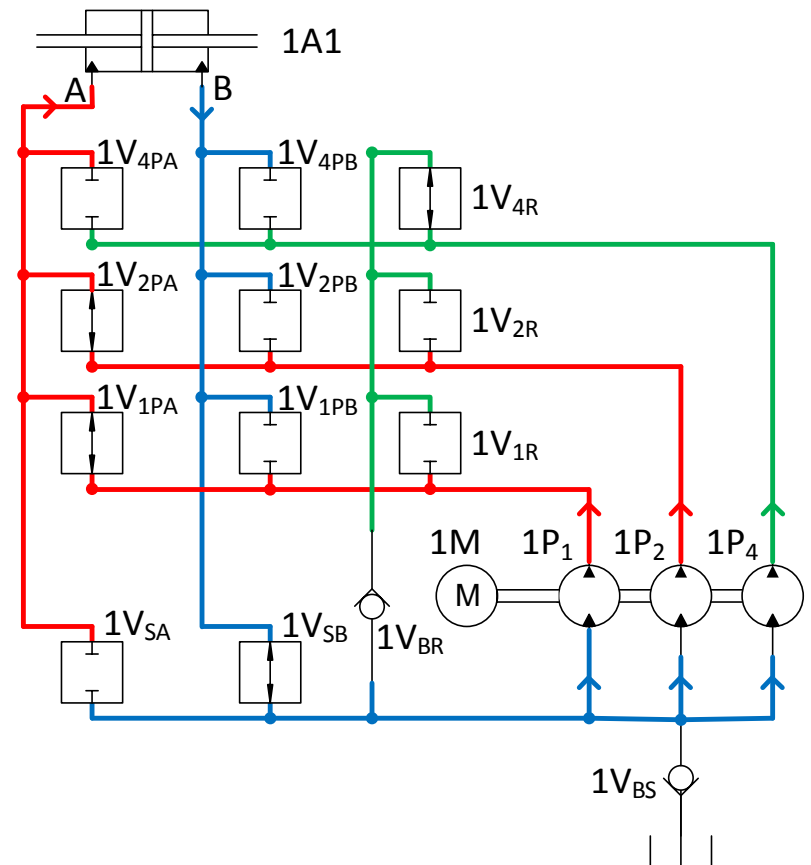 1A1
A B
1V4PA 1V4PB
1V4R
1V2PA 1V2PB
1V2R
1V1PA 1V1PB
1V1R
1M 1P1 1P2 1P4
M
1VSA 1VSB 1VBR
1VBS